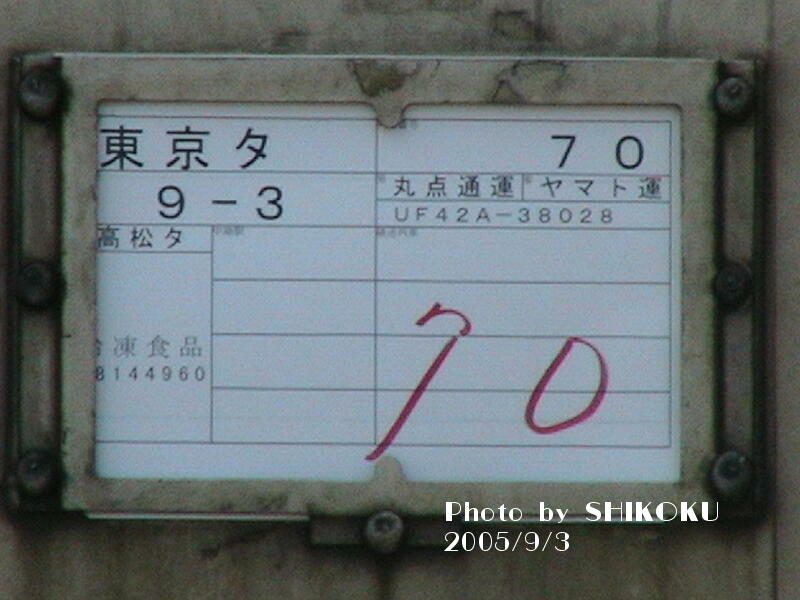 東京タ
70
9-3
丸点通運 ヤマト運
UF42A-38028
高松タ
冷凍食品
8144960
70
Photo by SHIKOKU
2005/9/3